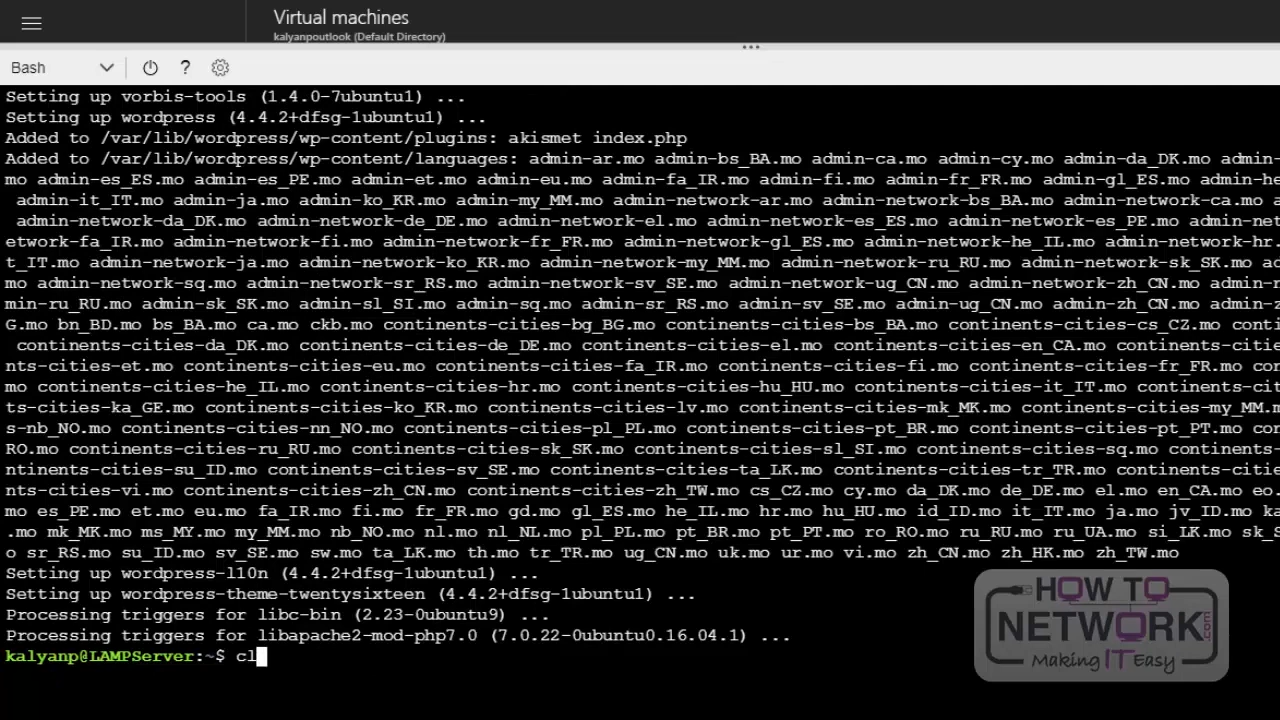 Virtual machines
kalyanpoutlook (Default Directory)
Bash
Setting up vorbis-tools (1.4.0-7ubuntu1) ...
Setting up wordpress (4.4.2+dfsg-1ubuntu1) ...
Added to /var/lib/wordpress/wp-content/plugins: akismet index.php
Added to /var/lib/wordpress/wp-content/languages: admin-ar.mo admin-bs_BA.mo admin-ca.mo admin-cy.mo admin-da_DK.mo admin-
mo admin-es_ES.mo admin-es_PE.mo admin-et.mo admin-eu.mo admin-fa_IR.mo admin-fi.mo admin-fr_FR.mo admin-gl_ES.mo admin-he
admin-it_IT.mo admin-ja.mo admin-ko_KR.mo admin-my_MM.mo admin-network-ar.mo admin-network-bs_BA.mo admin-network-ca.mo a
admin-network-da_DK.mo admin-network-de_DE.mo admin-network-el.mo admin-network-es_ES.mo admin-network-es_PE.mo admin-net
etwork-fa_IR.mo admin-network-fi.mo admin-network-fr_FR.mo admin-network-gl_ES.mo admin-network-he_IL.mo admin-network-hr.
t_IT.mo admin-network-ja.mo admin-network-ko_KR.mo admin-network-my_MM.mo admin-network-ru_RU.mo admin-network-sk_SK.mo ad
mo admin-network-sq.mo admin-network-sr_RS.mo admin-network-sv_SE.mo admin-network-ug_CN.mo admin-network-zh_CN.mo admin-n
min-ru_RU.mo admin-sk_SK.mo admin-sl_SI.mo admin-sq.mo admin-sr_RS.mo admin-sv_SE.mo admin-ug_CN.mo admin-zh_CN.mo admin-z
G.mo bn_BD.mo bs_BA.mo ca.mo ckb.mo continents-cities-bg_BG.mo continents-cities-bs_BA.mo continents-cities-cs_CZ.mo conti
continents-cities-da_DK.mo continents-cities-de_DE.mo continents-cities-el.mo continents-cities-en_CA.mo continents-citie
nts-cities-et.mo continents-cities-eu.mo continents-cities-fa_IR.mo continents-cities-fi.mo continents-cities-fr_FR.mo con
mo continents-cities-he_IL.mo continents-cities-hr.mo continents-cities-hu_HU.mo continents-cities-it_IT.mo continents-cit
ts-cities-ka_GE.mo continents-cities-ko_KR.mo continents-cities-lv.mo continents-cities-mk_MK.mo continents-cities-my_MM.m
s-nb_NO.mo continents-cities-nn_NO.mo continents-cities-pl_PL.mo continents-cities-pt_BR.mo continents-cities-pt_PT.mo con
RO.mo continents-cities-ru_RU.mo continents-cities-sk_SK.mo continents-cities-sl_SI.mo continents-cities-sq.mo continents-
ntinents-cities-su_ID.mo continents-cities-sv_SE.mo continents-cities-ta_LK.mo continents-cities-tr_TR.mo continents-citie
nts-cities-vi.mo continents-cities-zh_CN.mo continents-cities-zh_TW.mo cs_CZ.mo cy.mo da_DK.mo de_DE.mo el.mo en_CA.mo eo.
mo es_PE.mo et.mo eu.mo fa_IR.mo fi.mo fr_FR.mo gd.mo gl_ES.mo he_IL.mo hr.mo hu_HU.mo id_ID.mo it_IT.mo ja.mo jv_ID.mo ka
.mo mk_MK.mo ms_MY.mo my_MM.mo nb_NO.mo nl.mo nl_NL.mo pl_PL.mo pt_BR.mo pt_PT.mo ro_RO.mo ru_RU.mo ru_UA.mo si_LK.mo sk_S
o sr_RS.mo su_ID.mo sv_SE.mo sw.mo ta_LK.mo th.mo tr_TR.mo ug_CN.mo uk.mo ur.mo vi.mo zh_CN.mo zh_HK.mo zh_TW.mo
Setting up wordpress-l10n (4.4.2+dfsg-1ubuntu1) ...
Setting up wordpress-theme-twentysixteen (4.4.2+dfsg-1ubuntu1) ...
Processing triggers for libc-bin (2.23-0ubuntu9) ...
Processing triggers for libapache2-mod-php7.0 (7.0.22-0ubuntu0.16.04.1) ...
kalyanp@LAMPServer:~$ cl
HOW TO
NETWORK.com
Making IT Easy